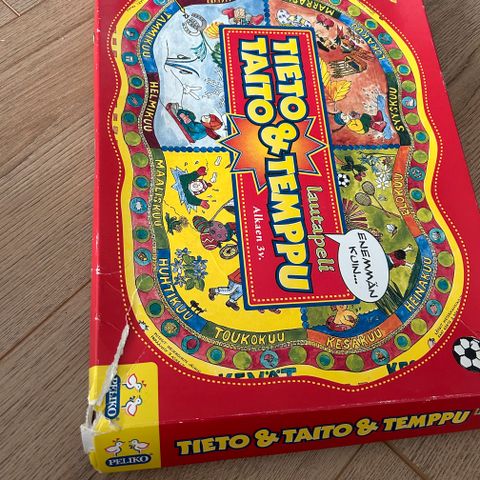 TIETO &
TAITO & TEMPPU
lautapeli
Alkaen 3 v.
ENEMMÄN
KUIN...
TAMMIKUU
HELMIKUU
MAALISKUU
HUHTIKUU
TOUKOKUU
KESÄKUU
HEINÄKUU
ELOKUU
SYYSKUU
PELIKO
PELIKO
TIETO & TAITO & TEMPPU